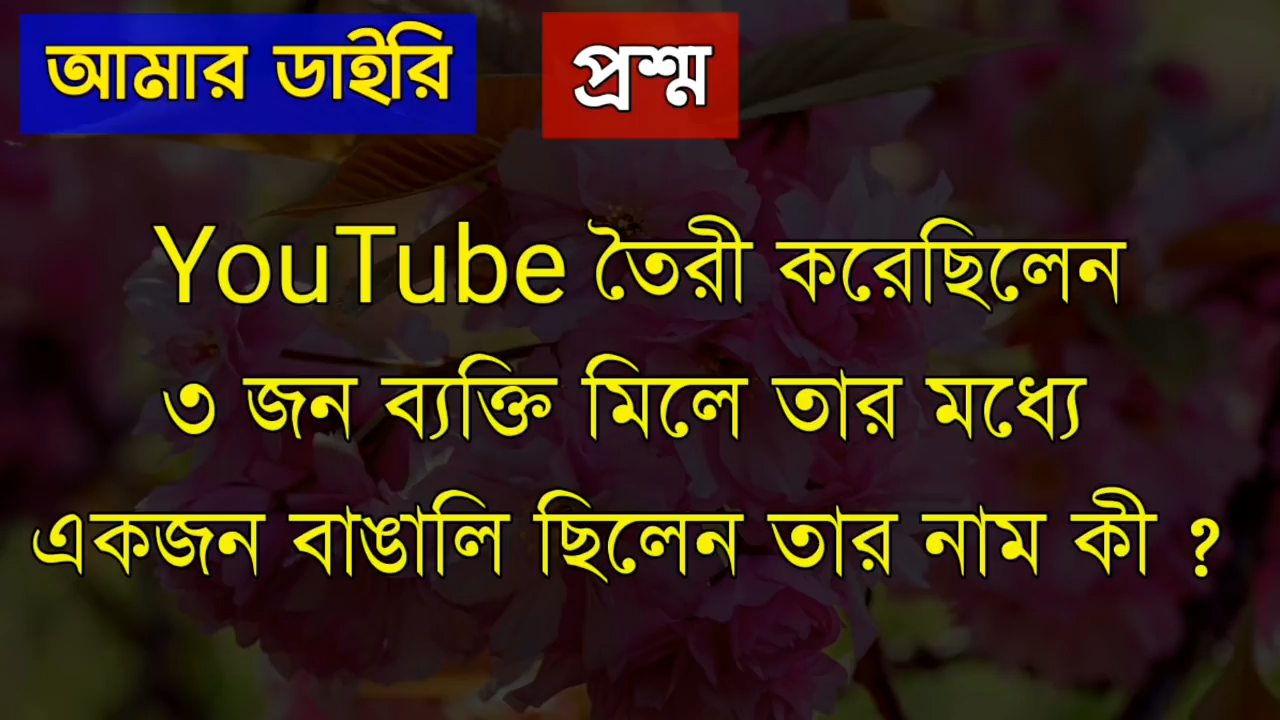 আমার ডাইরি প্রশ্ম
YouTube তৈরী করেছিলেন
৩ জন ব্যক্তি মিলে তার মধ্যে
একজন বাঙালি ছিলেন তার নাম কী ?